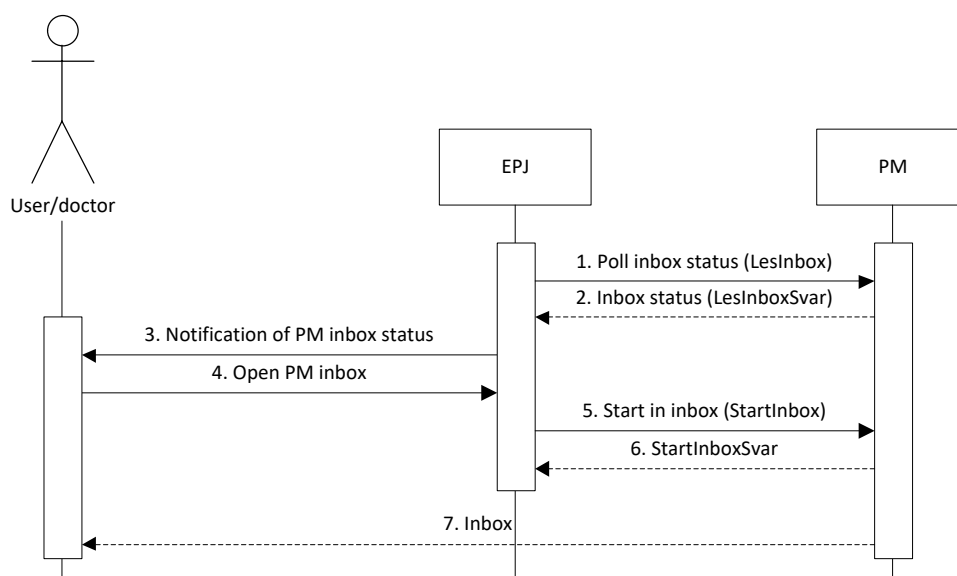 User/doctor
EPJ
PM
1. Poll inbox status (LesInbox)
2. Inbox status (LesInboxSvar)
3. Notification of PM inbox status
4. Open PM inbox
5. Start in inbox (StartInbox)
6. StartInboxSvar
7. Inbox